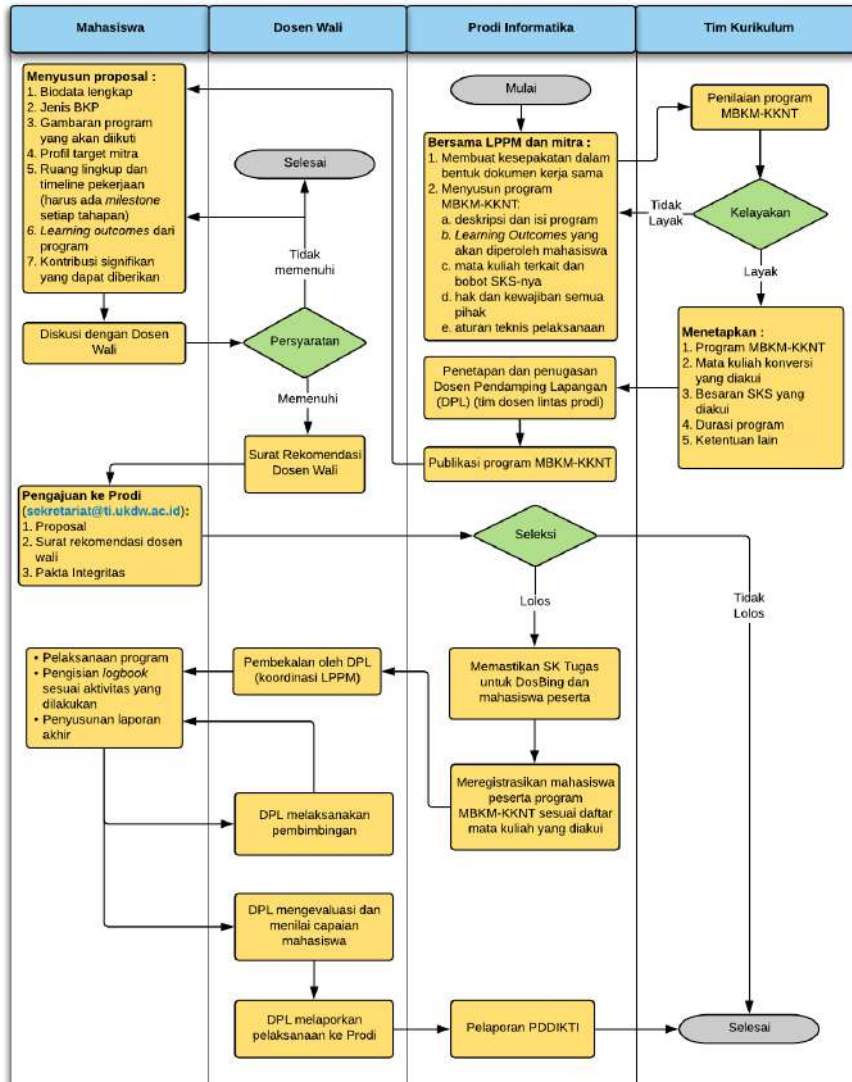 Mahasiswa
Dosen Wali
Prodi Informatika
Tim Kurikulum
Menyusun proposal :
1. Biodata lengkap
2. Jenis BKP
3. Gambaran program
yang akan diikuti
4. Profil target mitra
5. Ruang lingkup dan
timeline pekerjaan
(harus ada milestone
setiap tahapan)
6. Learning outcomes dari
program
7. Kontribusi signifikan
yang dapat diberikan
Diskusi dengan Dosen
Wali
Selesai
Tidak
memenuhi
Persyaratan
Memenuhi
Surat Rekomendasi
Dosen Wali
Mulai
Bersama LPPM dan mitra :
1. Membuat kesepakatan dalam
bentuk dokumen kerja sama
2. Menyusun program
MBKM-KKNT:
a. deskripsi dan isi program
b. Learning Outcomes yang
akan diperoleh mahasiswa
c. mata kuliah terkait dan
bobot SKS-nya
d. hak dan kewajiban semua
pihak
e. aturan teknis pelaksanaan
Penilaian program
MBKM-KKNT
Tidak
Layak
Kelayakan
Layak
Menetapkan :
1. Program MBKM-KKNT
2. Mata kuliah konversi
yang diakui
3. Besaran SKS yang
diakui
4. Durasi program
5. Ketentuan lain
Penetapan dan penugasan
Dosen Pendamping Lapangan
(DPL) (tim dosen lintas prodi)
Publikasi program MBKM-KKNT
Pengajuan ke Prodi
(sekretariat@ti.ukdw.ac.id):
1. Proposal
2. Surat rekomendasi dosen
wali
3. Pakta Integritas
Seleksi
Lolos
Tidak
Lolos
Memastikan SK Tugas
untuk DosBing dan
mahasiswa peserta
Meregistrasikan mahasiswa
peserta program
MBKM-KKNT sesuai daftar
mata kuliah yang diakui
Pembekalan oleh DPL
(koordinasi LPPM)
• Pelaksanaan program
• Pengisian logbook
sesuai aktivitas yang
dilakukan
• Penyusunan laporan
akhir
DPL melaksanakan
pembimbingan
DPL mengevaluasi dan
menilai capaian
mahasiswa
DPL melaporkan
pelaksanaan ke Prodi
Pelaporan PDDIKTI
Selesai